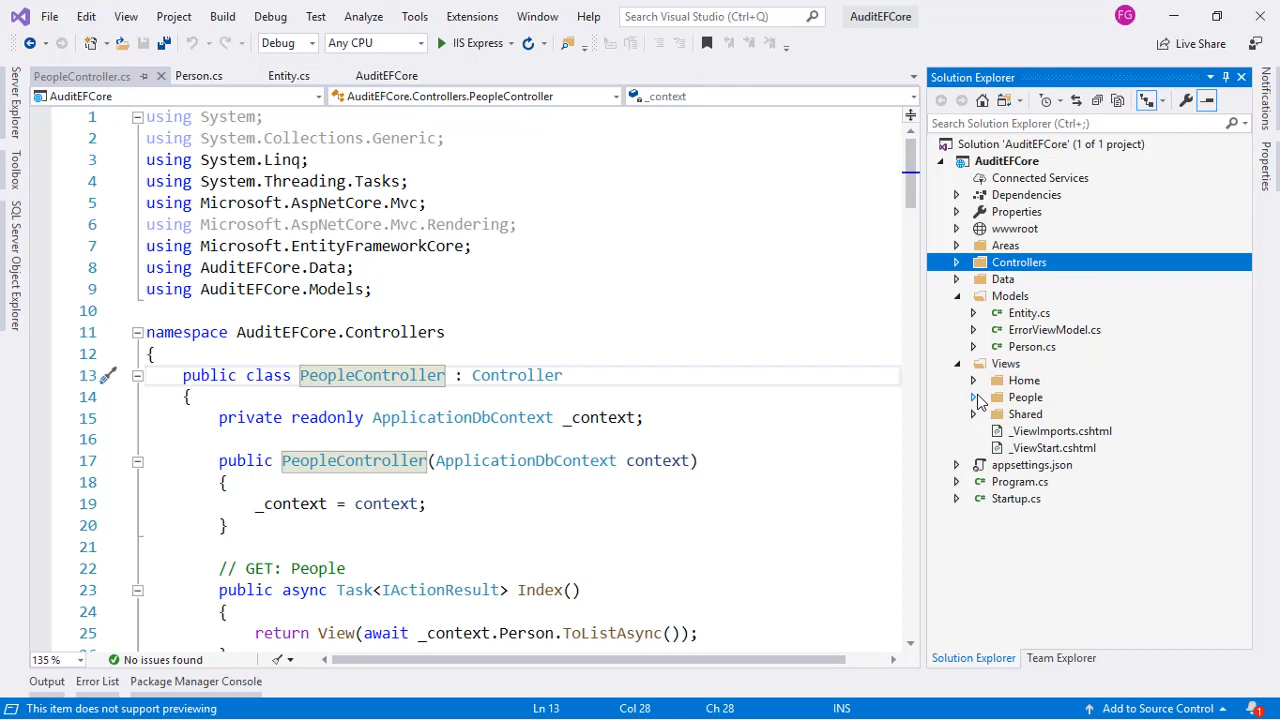 File Edit View Project Build Debug Test Analyze Tools Extensions Window Help Search Visual Studio (Ctrl+Q) AuditEFCore FG
Debug Any CPU IIS Express Live Share
PeopleController.cs Person.cs Entity.cs AuditEFCore
AuditEFCore AuditEFCore.Controllers.PeopleController _context
Server Explorer
Toolbox
SQL Server Object Explorer
1 using System;
2 using System.Collections.Generic;
3 using System.Linq;
4 using System.Threading.Tasks;
5 using Microsoft.AspNetCore.Mvc;
6 using Microsoft.AspNetCore.Mvc.Rendering;
7 using Microsoft.EntityFrameworkCore;
8 using AuditEFCore.Data;
9 using AuditEFCore.Models;
10
11 namespace AuditEFCore.Controllers
12 {
13 public class PeopleController : Controller
14 {
15 private readonly ApplicationDbContext _context;
16
17 public PeopleController(ApplicationDbContext context)
18 {
19 _context = context;
20 }
21
22 // GET: People
23 public async Task<IActionResult> Index()
24 {
25 return View(await _context.Person.ToListAsync());
135 % No issues found
Solution Explorer
Search Solution Explorer (Ctrl+;)
Solution 'AuditEFCore' (1 of 1 project)
AuditEFCore
Connected Services
Dependencies
Properties
wwwroot
Areas
Controllers
Data
Models
Entity.cs
ErrorViewModel.cs
Person.cs
Views
Home
People
Shared
_ViewImports.cshtml
_ViewStart.cshtml
appsettings.json
Program.cs
Startup.cs
Solution Explorer Team Explorer
Notifications
Properties
Output Error List Package Manager Console
This item does not support previewing Ln 13 Col 28 Ch 28 INS Add to Source Control 1